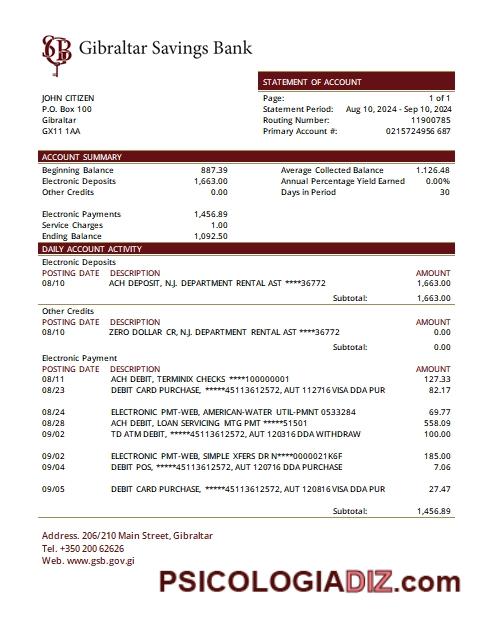 Gibraltar Savings Bank
STATEMENT OF ACCOUNT
JOHN CITIZEN
P.O. Box 100
Gibraltar
GX11 1AA
Page: 1 of 1
Statement Period: Aug 10, 2024 - Sep 10, 2024
Routing Number: 11900785
Primary Account #: 0215724956 687
ACCOUNT SUMMARY
Beginning Balance 887.39 Average Collected Balance 1.126.48
Electronic Deposits 1,663.00 Annual Percentage Yield Earned 0.00%
Other Credits 0.00 Days in Period 30
Electronic Payments 1,456.89
Service Charges 1.00
Ending Balance 1,092.50
DAILY ACCOUNT ACTIVITY
Electronic Deposits
POSTING DATE DESCRIPTION AMOUNT
08/10 ACH DEPOSIT, N.J. DEPARTMENT RENTAL AST ****36772 1,663.00
Subtotal: 1,663.00
Other Credits
POSTING DATE DESCRIPTION AMOUNT
08/10 ZERO DOLLAR CR, N.J. DEPARTMENT RENTAL AST ****36772 0.00
Subtotal: 0.00
Electronic Payment
POSTING DATE DESCRIPTION AMOUNT
08/11 ACH DEBIT, TERMINIX CHECKS ****100000001 127.33
08/23 DEBIT CARD PURCHASE, *****45113612572, AUT 112716 VISA DDA PUR 82.17
08/24 ELECTRONIC PMT-WEB, AMERICAN-WATER UTIL-PMNT 0533284 69.77
08/28 ACH DEBIT, LOAN SERVICING MTG PMT *****51501 558.09
09/02 TD ATM DEBIT, *****45113612572, AUT 120316 DDA WITHDRAW 100.00
09/02 ELECTRONIC PMT-WEB, SIMPLE XFERS DR N****0000021K6F 185.00
09/04 DEBIT POS, *****45113612572, AUT 120716 DDA PURCHASE 7.06
09/05 DEBIT CARD PURCHASE, *****45113612572, AUT 120816 VISA DDA PUR 27.47
Subtotal: 1,456.89
Address. 206/210 Main Street, Gibraltar
Tel. +350 200 62626
Web. www.gsb.gov.gi
PSICOLOGIADIZ.com